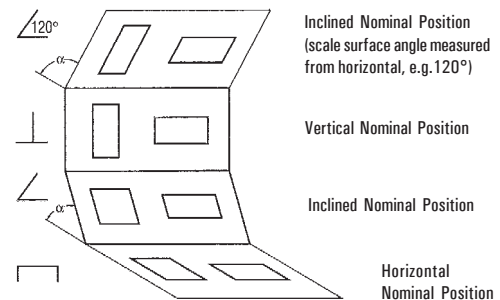 120°
α
Inclined Nominal Position
(scale surface angle measured
from horizontal, e.g.120°)
Vertical Nominal Position
α
Inclined Nominal Position
Horizontal
Nominal Position